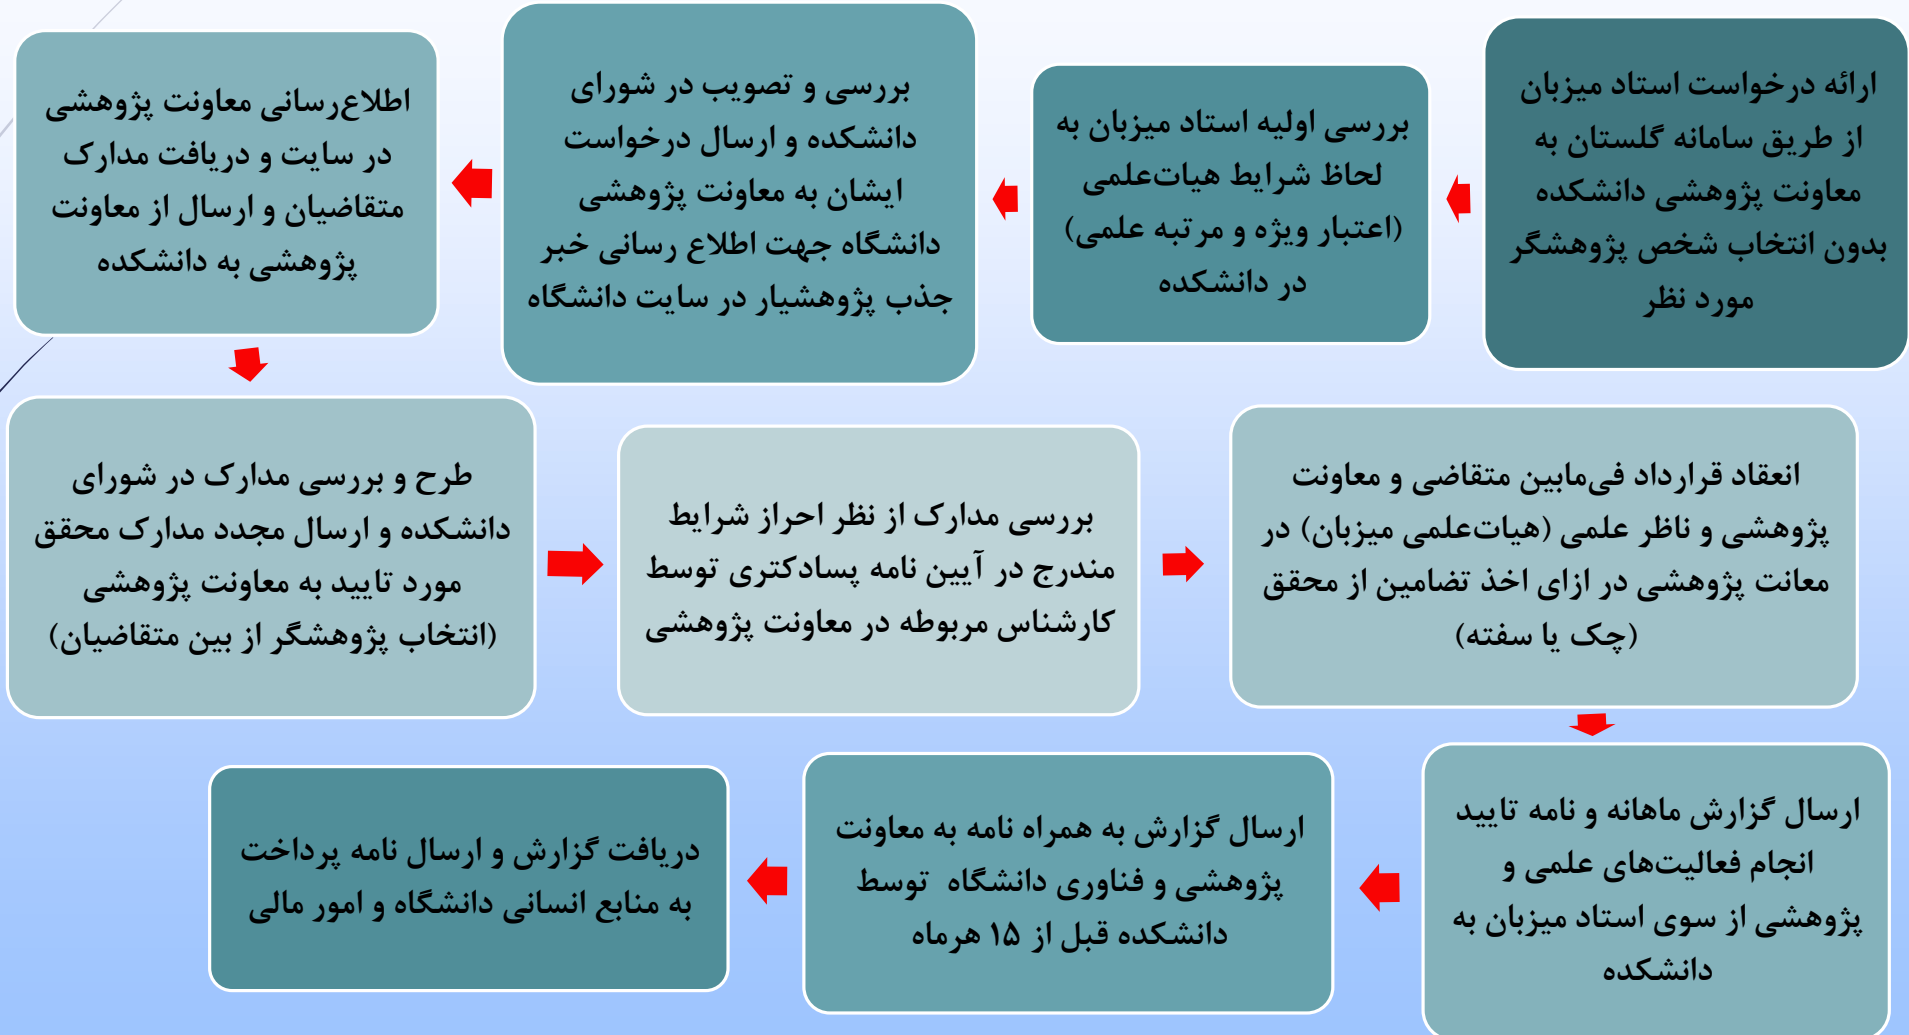 ارائه درخواست استاد میزبان
از طریق سامانه گلستان به
معاونت پژوهشی دانشکده
بدون انتخاب شخص پژوهشگر
مورد نظر
بررسی اولیه استاد میزبان به
لحاظ شرایط هیات‌علمی
(اعتبار ویژه و مرتبه علمی)
در دانشکده
بررسی و تصویب در شورای
دانشکده و ارسال درخواست
ایشان به معاونت پژوهشی
دانشگاه جهت اطلاع رسانی خبر
جذب پژوهشیار در سایت دانشگاه
اطلاع‌رسانی معاونت پژوهشی
در سایت و دریافت مدارک
متقاضیان و ارسال از معاونت
پژوهشی به دانشکده
طرح و بررسی مدارک در شورای
دانشکده و ارسال مجدد مدارک محقق
مورد تایید به معاونت پژوهشی
(انتخاب پژوهشگر از بین متقاضیان)
بررسی مدارک از نظر احراز شرایط
مندرج در آیین نامه پسادکتری توسط
کارشناس مربوطه در معاونت پژوهشی
انعقاد قرارداد فی‌مابین متقاضی و معاونت
پژوهشی و ناظر علمی (هیات‌علمی میزبان) در
معانت پژوهشی در ازای اخذ تضامین از محقق
(چک یا سفته)
ارسال گزارش ماهانه و نامه تایید
انجام فعالیت‌های علمی و
پژوهشی از سوی استاد میزبان به
دانشکده
ارسال گزارش به همراه نامه به معاونت
پژوهشی و فناوری دانشگاه توسط
دانشکده قبل از ۱۵ هرماه
دریافت گزارش و ارسال نامه پرداخت
به منابع انسانی دانشگاه و امور مالی